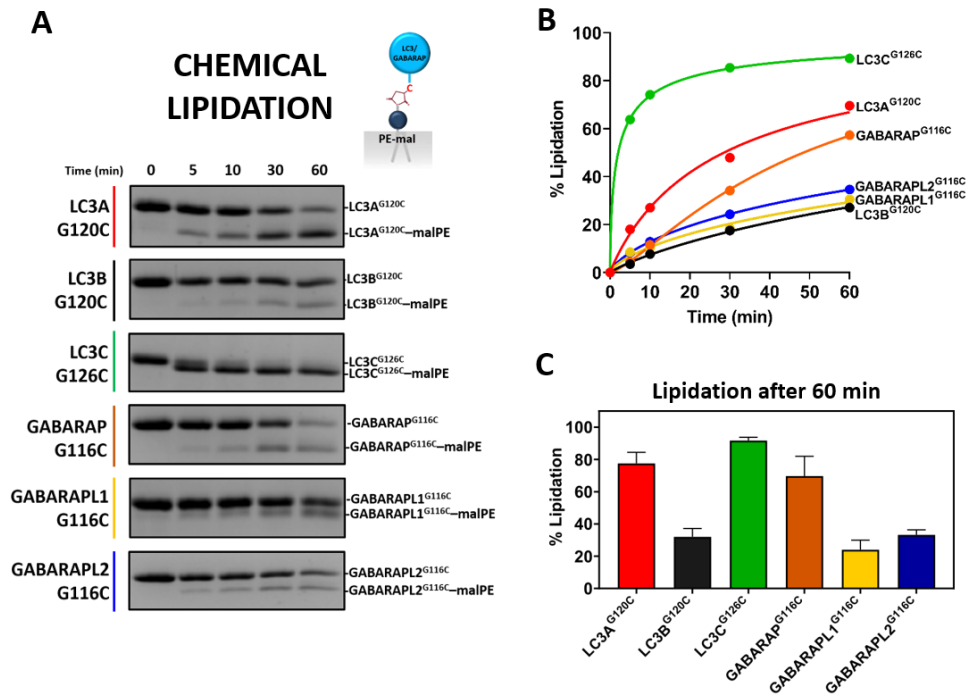 A
CHEMICAL
LIPIDATION
LC3/
GABARAP
C
PE-mal
Time (min) 0 5 10 30 60
LC3A
G120C
LC3A^G120C
LC3A^G120C–malPE
LC3B
G120C
LC3B^G120C
LC3B^G120C–malPE
LC3C
G126C
LC3C^G126C
LC3C^G126C–malPE
GABARAP
G116C
GABARAP^G116C
GABARAP^G116C–malPE
GABARAPL1
G116C
GABARAPL1^G116C
GABARAPL1^G116C–malPE
GABARAPL2
G116C
GABARAPL2^G116C
GABARAPL2^G116C–malPE
B
% Lipidation
100
80
60
40
20
0
0 10 20 30 40 50 60
Time (min)
LC3C^G126C
LC3A^G120C
GABARAP^G116C
GABARAPL2^G116C
GABARAPL1^G116C
LC3B^G120C
C
Lipidation after 60 min
% Lipidation
100
80
60
40
20
0
LC3A^G120C
LC3B^G120C
LC3C^G126C
GABARAP^G116C
GABARAPL1^G116C
GABARAPL2^G116C